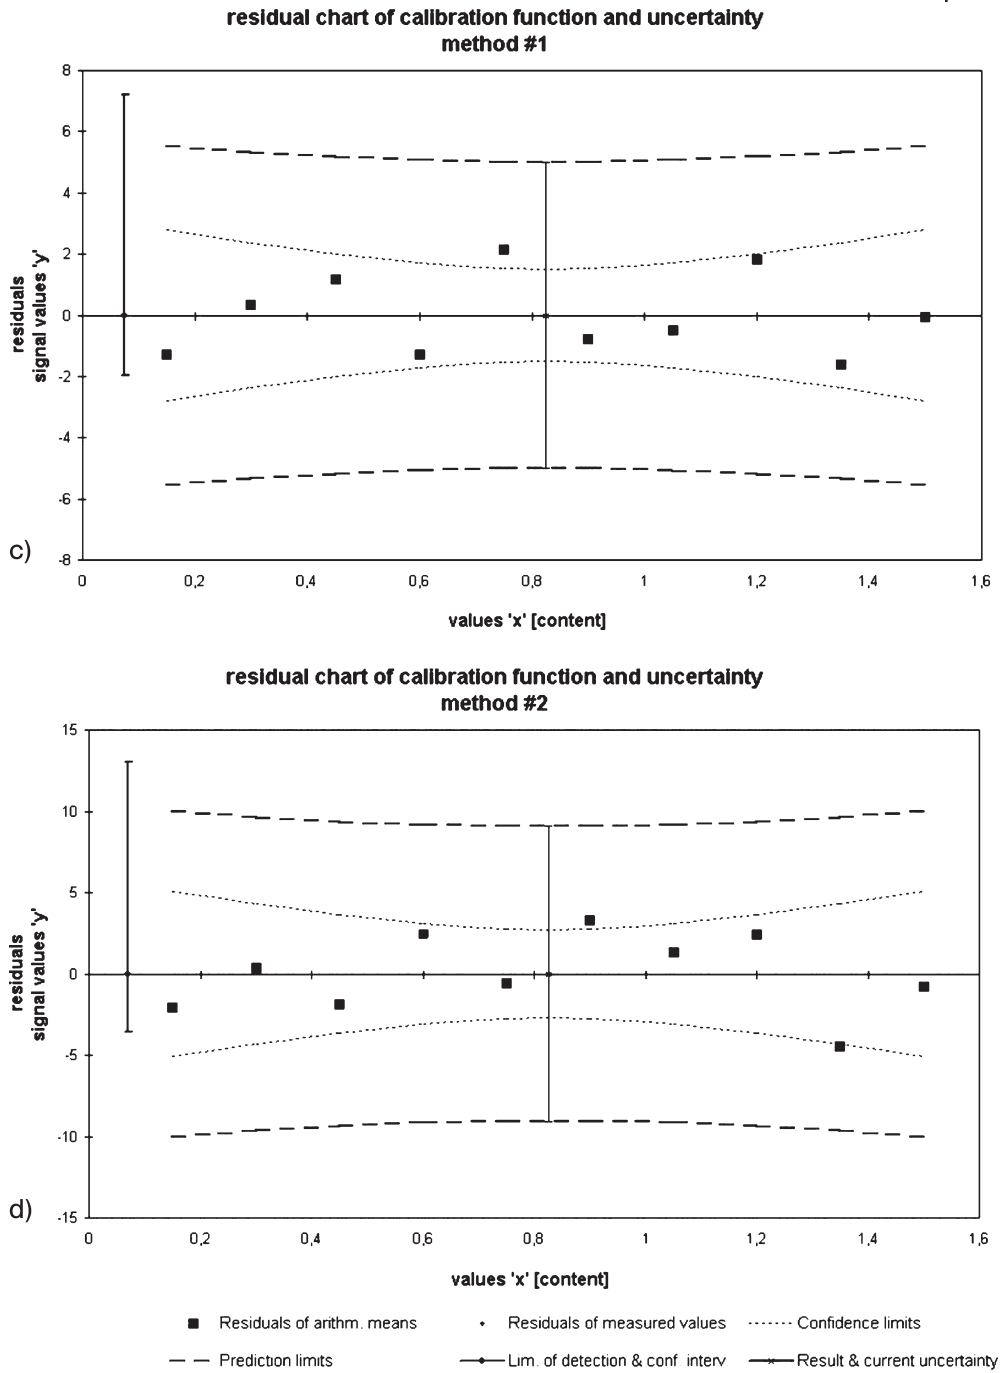 residual chart of calibration function and uncertainty
method #1
8
6
4
2
0
-2
-4
-6
-8
residuals
signal values 'y'
c)
0 0,2 0,4 0,6 0,8 1 1,2 1,4 1,6
values 'x' [content]
residual chart of calibration function and uncertainty
method #2
15
10
5
0
-5
-10
-15
residuals
signal values 'y'
d)
0 0,2 0,4 0,6 0,8 1 1,2 1,4 1,6
values 'x' [content]
Residuals of arithm. means Residuals of measured values Confidence limits
Prediction limits Lim. of detection & conf. interv. Result & current uncertainty